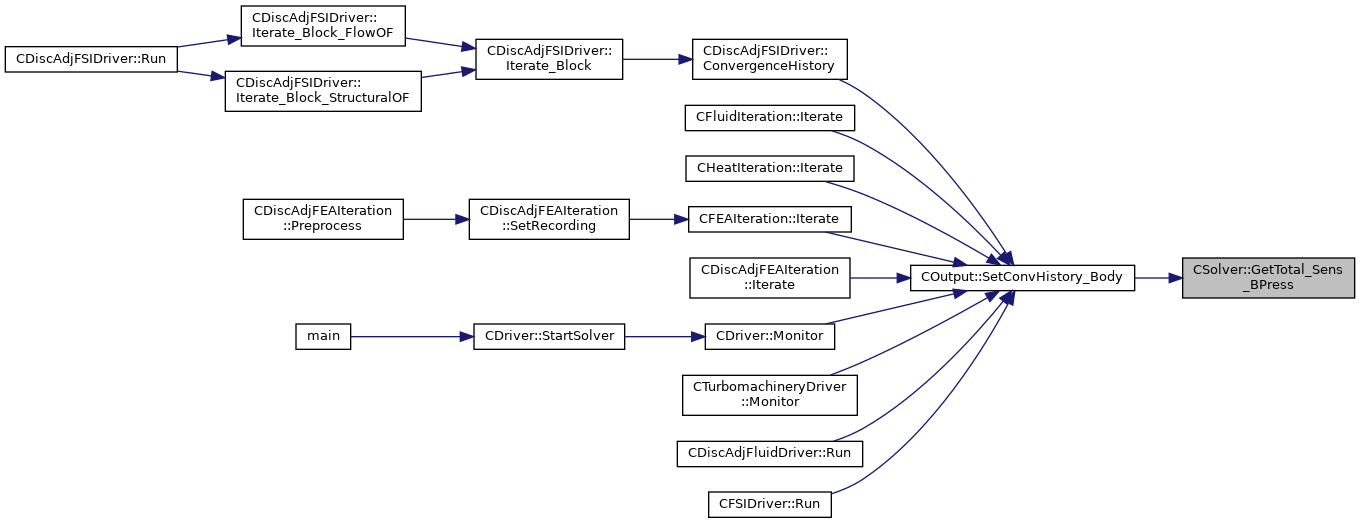 CDiscAdjFSIDriver::Run
CDiscAdjFSIDriver::
Iterate_Block_FlowOF
CDiscAdjFSIDriver::
Iterate_Block_StructuralOF
CDiscAdjFSIDriver::
Iterate_Block
CDiscAdjFSIDriver::
ConvergenceHistory
CFluidIteration::Iterate
CHeatIteration::Iterate
CDiscAdjFEAIteration
::Preprocess
CDiscAdjFEAIteration
::SetRecording
CFEAIteration::Iterate
CDiscAdjFEAIteration
::Iterate
main
CDriver::StartSolver
CDriver::Monitor
CTurbomachineryDriver
::Monitor
CDiscAdjFluidDriver::Run
CFSIDriver::Run
COutput::SetConvHistory_Body
CSolver::GetTotal_Sens
_BPress